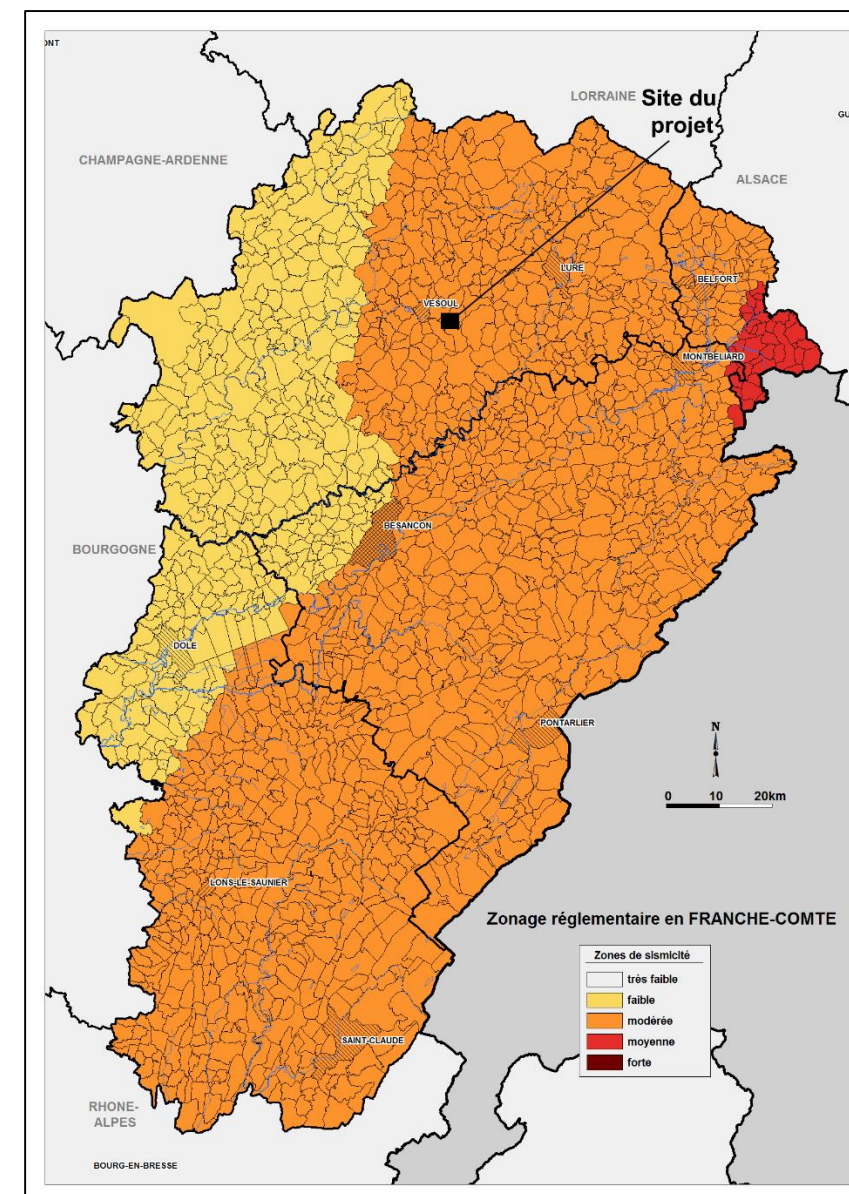 ONT
LORRAINE
Site du
projet
GU
CHAMPAGNE-ARDENNE
ALSACE
LURE
BELFORT
VESOUL
MONTBELIARD
BESANCON
BOURGOGNE
DOLE
PONTARLIER
N
0 10 20km
LONS-LE-SAUNIER
Zonage réglementaire en FRANCHE-COMTE
Zones de sismicité
très faible
faible
modérée
moyenne
forte
SAINT-CLAUDE
RHONE-
ALPES
BOURG-EN-BRESSE